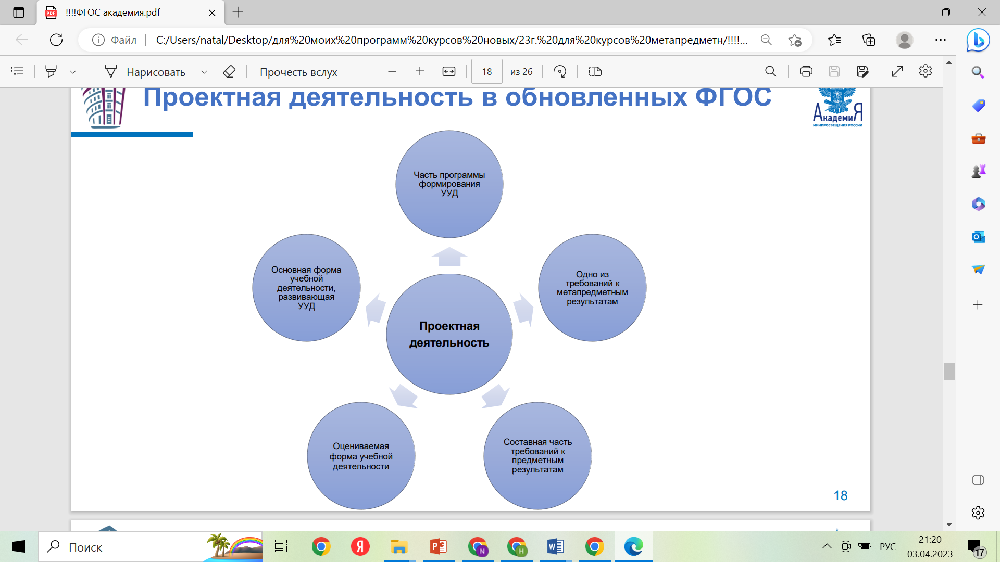 !!!!ФГОС академия.pdf
Файл
C:/Users/natal/Desktop/для%20моих%20программ%20курсов%20новых/23г.%20для%20курсов%20метапредметн/!!!!...
Нарисовать
Прочесть вслух
18
из 26
Проектная деятельность в обновленных ФГОС
АкадемиЯ
МИНПРОСВЕЩЕНИЯ РОССИИ
Часть программы
формирования
УУД
Основная форма
учебной
деятельности,
развивающая
УУД
Одно из
требований к
метапредметным
результатам
Проектная
деятельность
Оцениваемая
форма учебной
деятельности
Составная часть
требований к
предметным
результатам
18
Поиск
РУС
21:20
03.04.2023
17